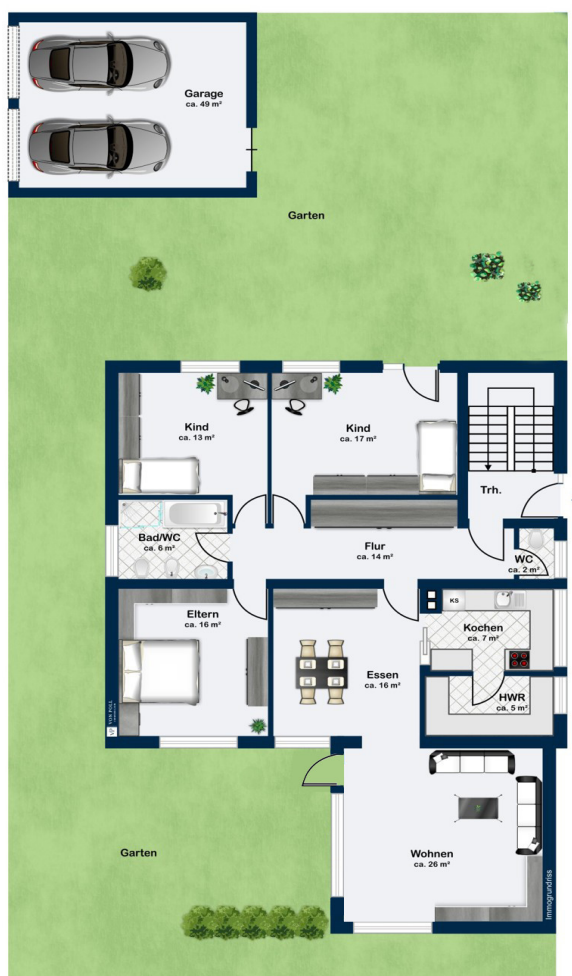 Garage
ca. 49 m²
Garten
Kind
ca. 13 m²
Kind
ca. 17 m²
Trh.
Bad/WC
ca. 6 m²
Flur
ca. 14 m²
WC
ca. 2 m²
Eltern
ca. 16 m²
KS
Kochen
ca. 7 m²
Essen
ca. 16 m²
HWR
ca. 5 m²
VON POLL
Garten
Wohnen
ca. 26 m²
Immogrundriss